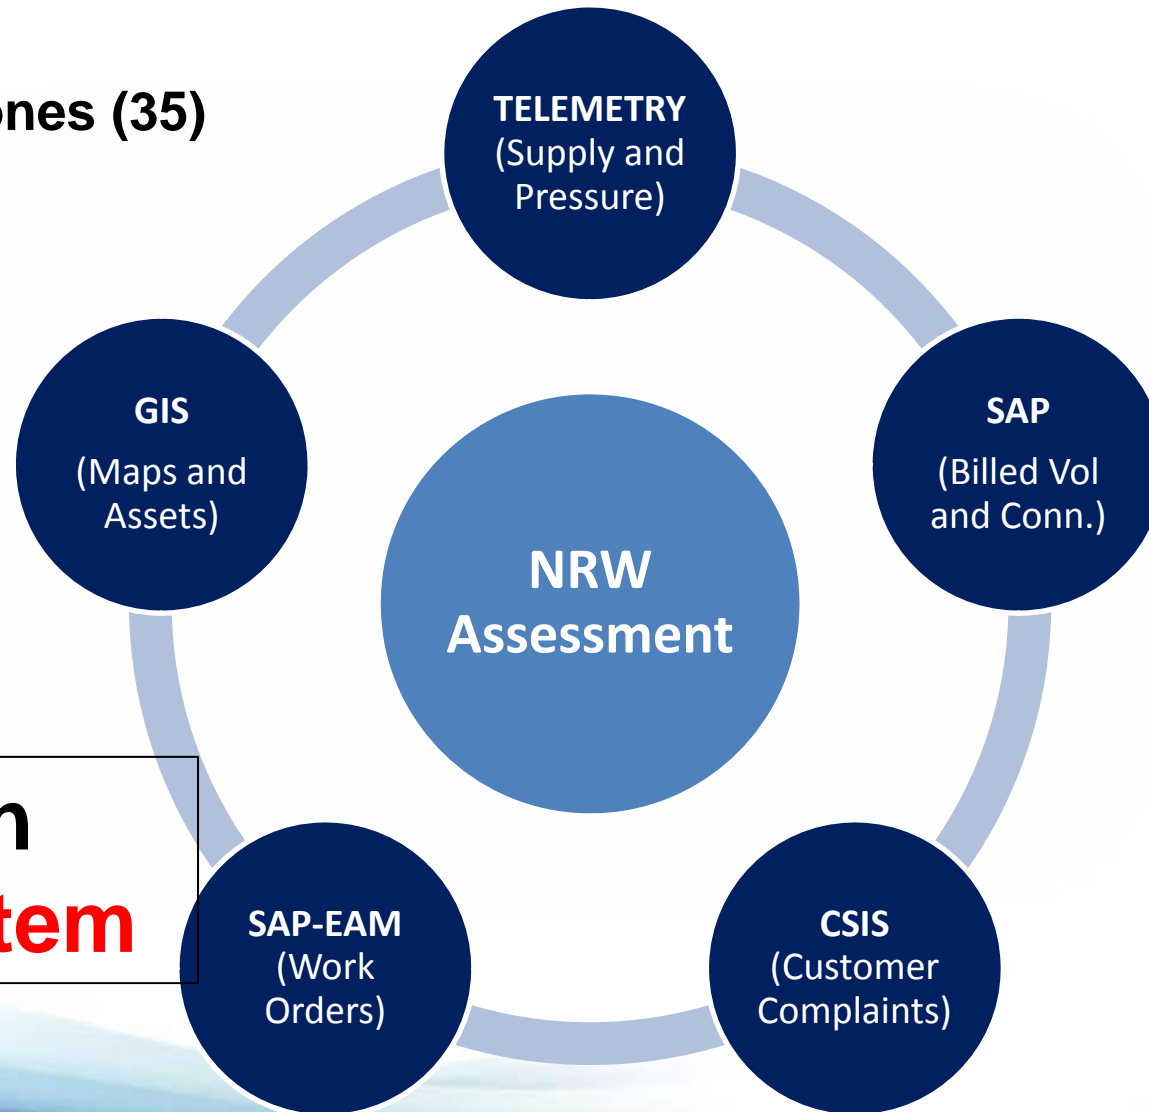 ones (35)
TELEMETRY
(Supply and
Pressure)
GIS
(Maps and
Assets)
SAP
(Billed Vol
and Conn.)
NRW
Assessment
n
tem
SAP-EAM
(Work
Orders)
CSIS
(Customer
Complaints)